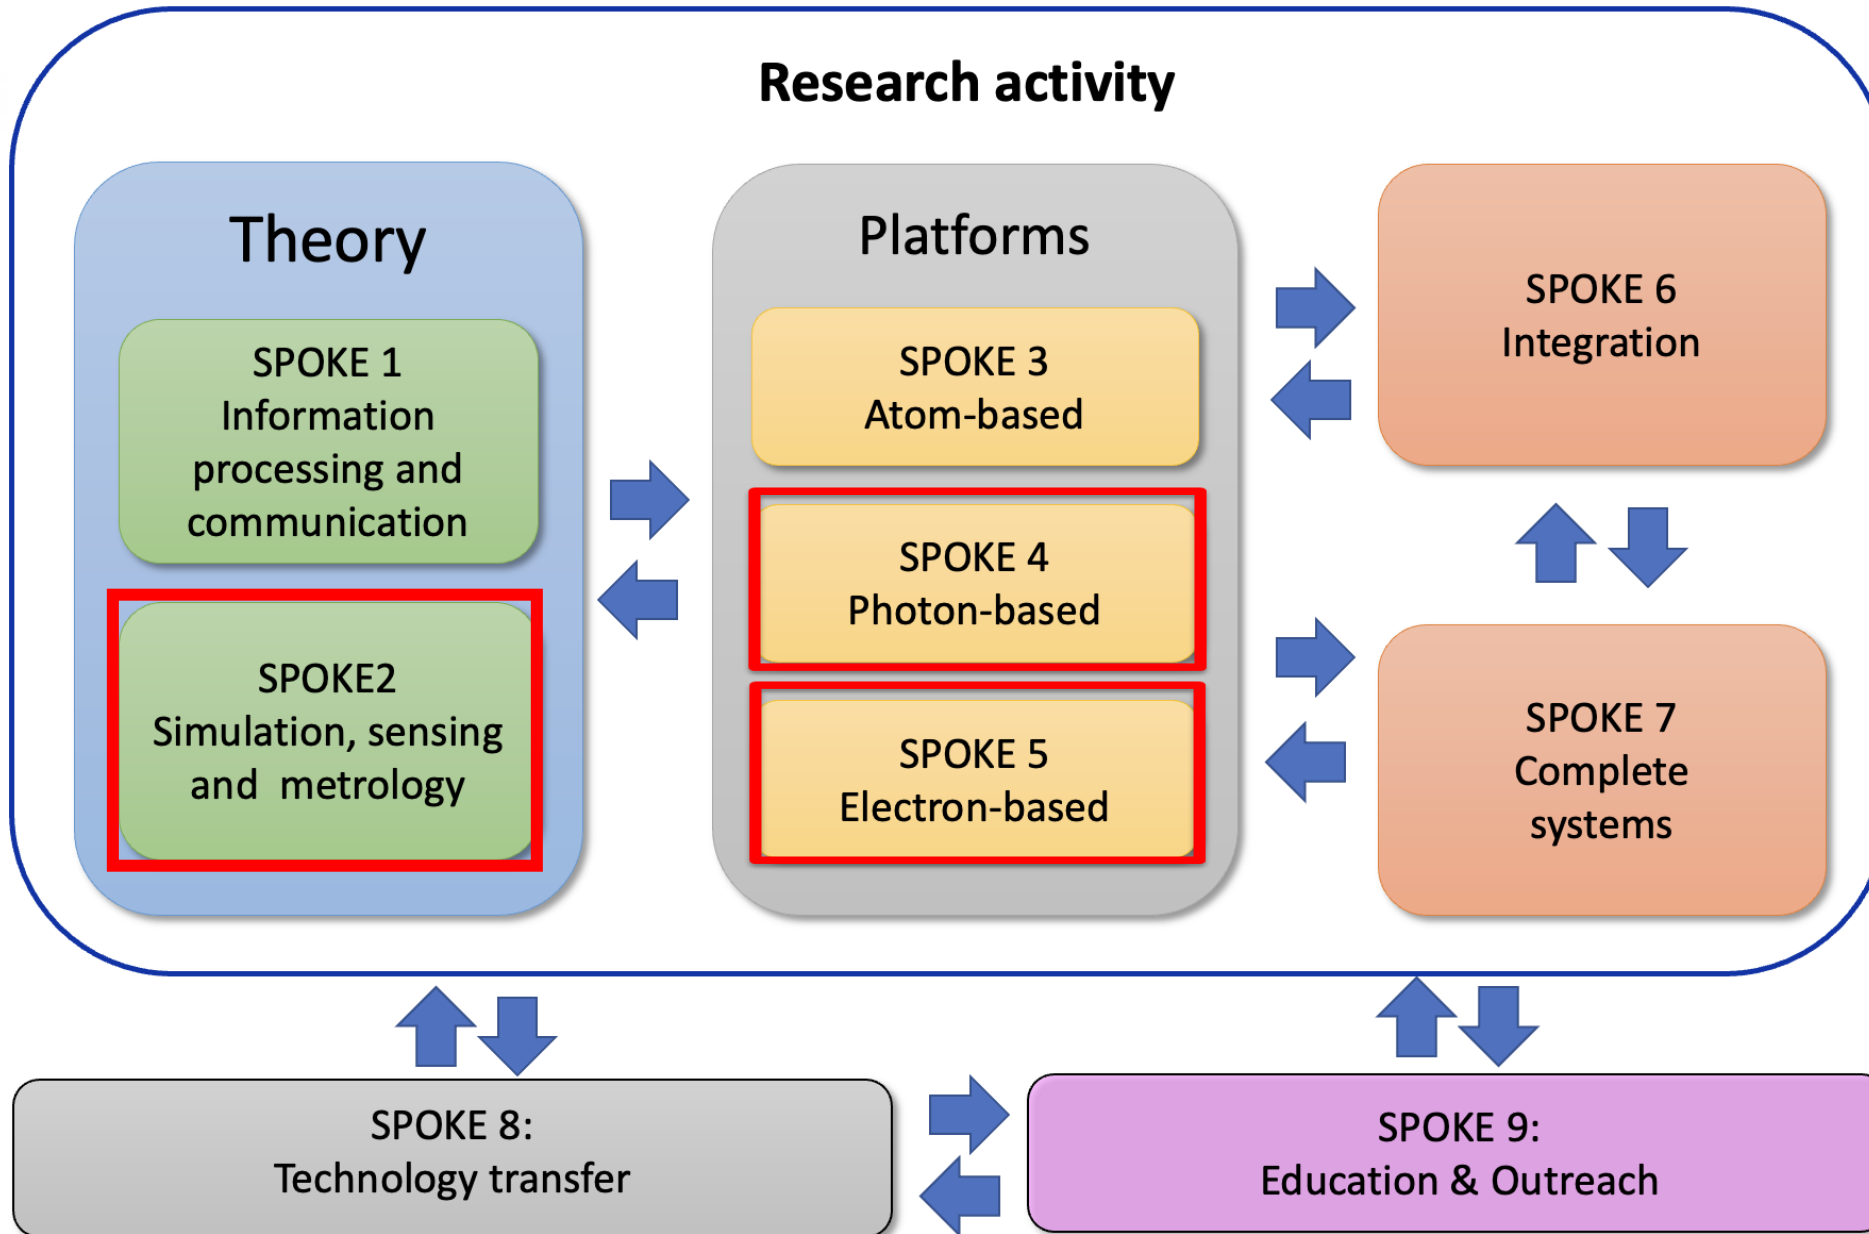 Research activity
Theory
SPOKE 1
Information
processing and
communication
SPOKE2
Simulation, sensing
and  metrology
Platforms
SPOKE 3
Atom-based
SPOKE 4
Photon-based
SPOKE 5
Electron-based
SPOKE 6
Integration
SPOKE 7
Complete
systems
SPOKE 8:
Technology transfer
SPOKE 9:
Education & Outreach